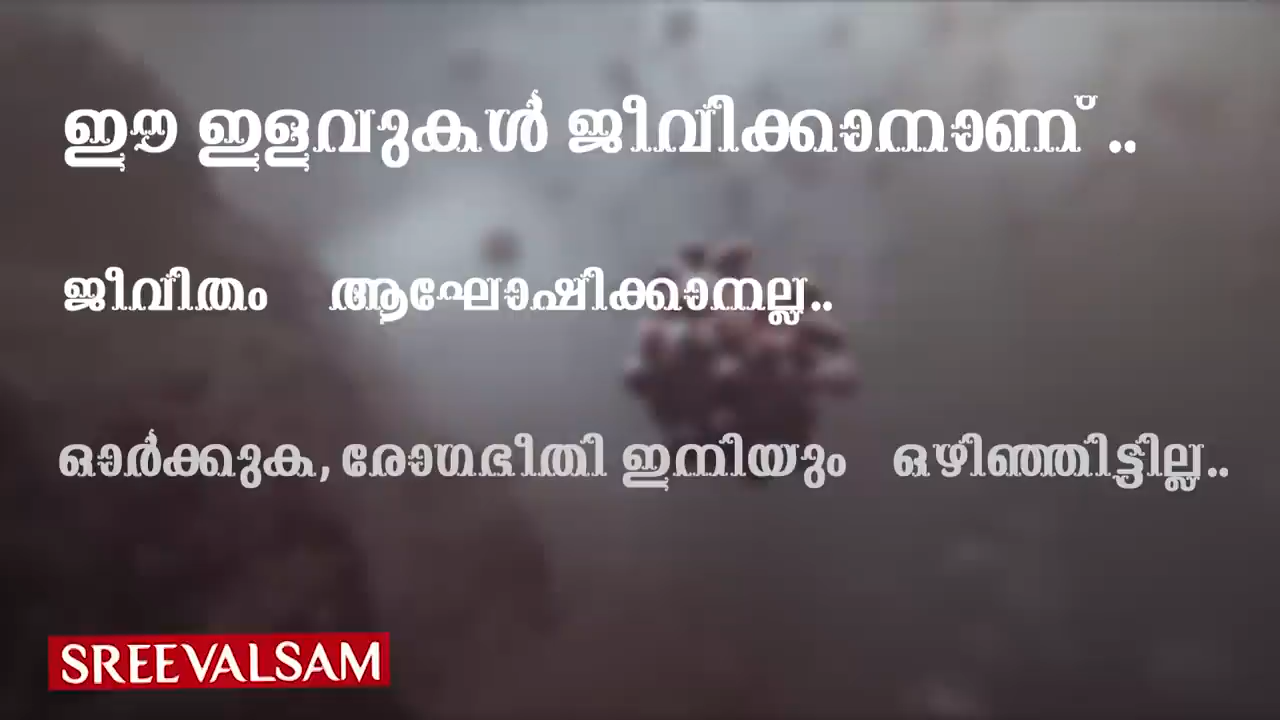 ഈ ഇളവുകൾ ജീവിക്കാനാണ് ..
ജീവിതം ആഘോഷിക്കാനല്ല..
ഓർക്കുക, രോഗഭീതി ഇനിയും ഒഴിഞ്ഞിട്ടില്ല..
SREEVALSAM